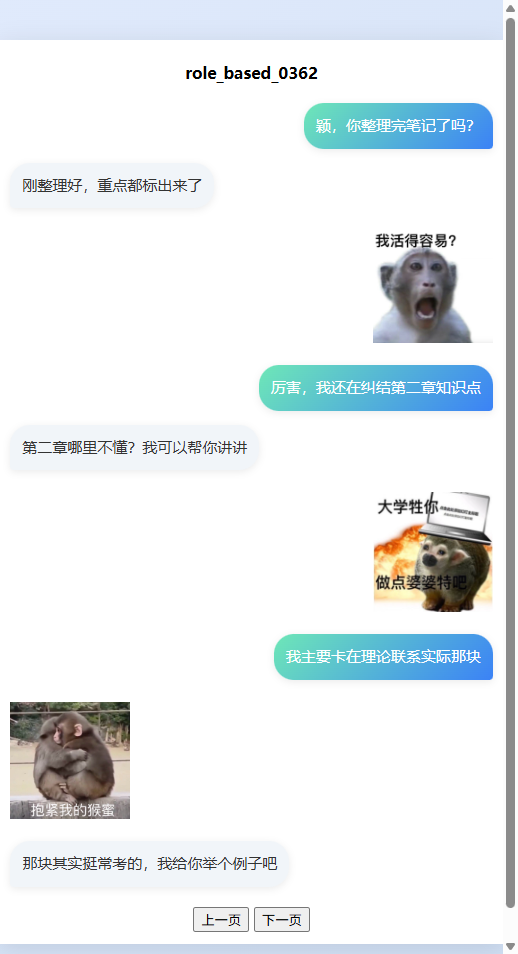 role_based_0362
颖，你整理完笔记了吗？
刚整理好，重点都标出来了
我活得容易？
厉害，我还在纠结第二章知识点
第二章哪里不懂？我可以帮你讲讲
大学牲你
做点婆婆特吧
我主要卡在理论联系实际那块
抱紧我的猴蜜
那块其实挺常考的，我给你举个例子吧
上一页 下一页